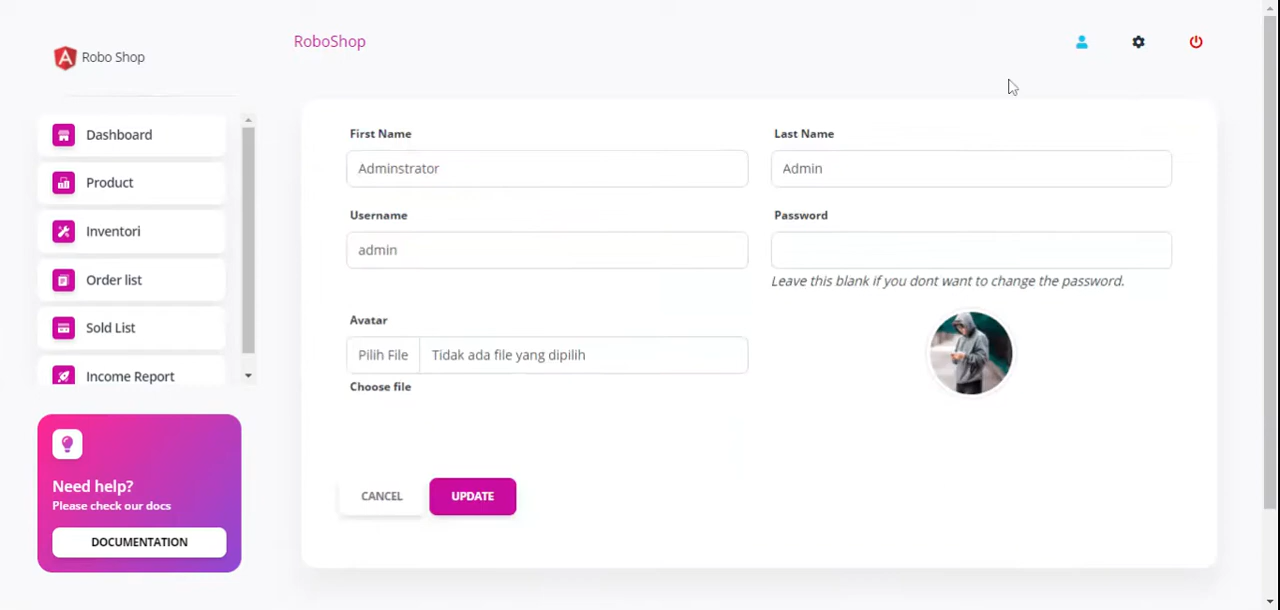 Robo Shop
RoboShop
Dashboard
Product
Inventori
Order list
Sold List
Income Report
Need help?
Please check our docs
DOCUMENTATION
First Name
Last Name
Adminstrator
Admin
Username
Password
admin
Leave this blank if you dont want to change the password.
Avatar
Pilih File Tidak ada file yang dipilih
Choose file
CANCEL
UPDATE